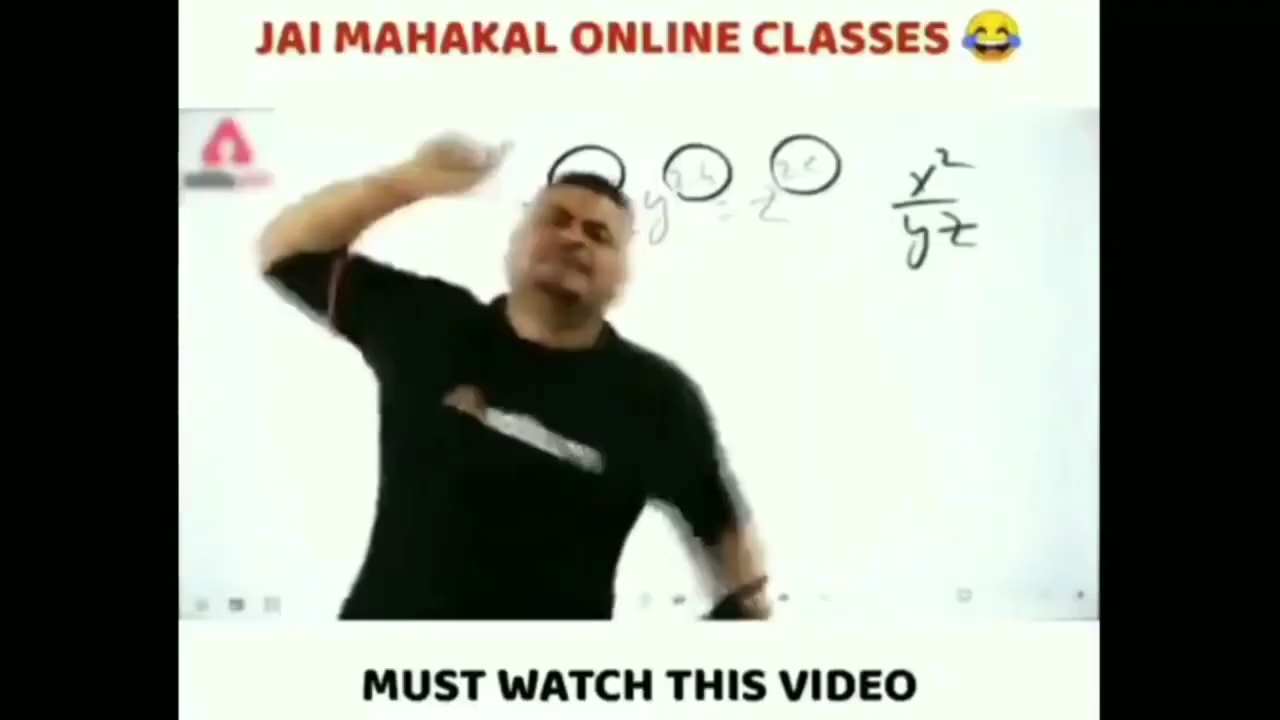 JAI MAHAKAL ONLINE CLASSES 😂
y = z
x²
yz
MUST WATCH THIS VIDEO